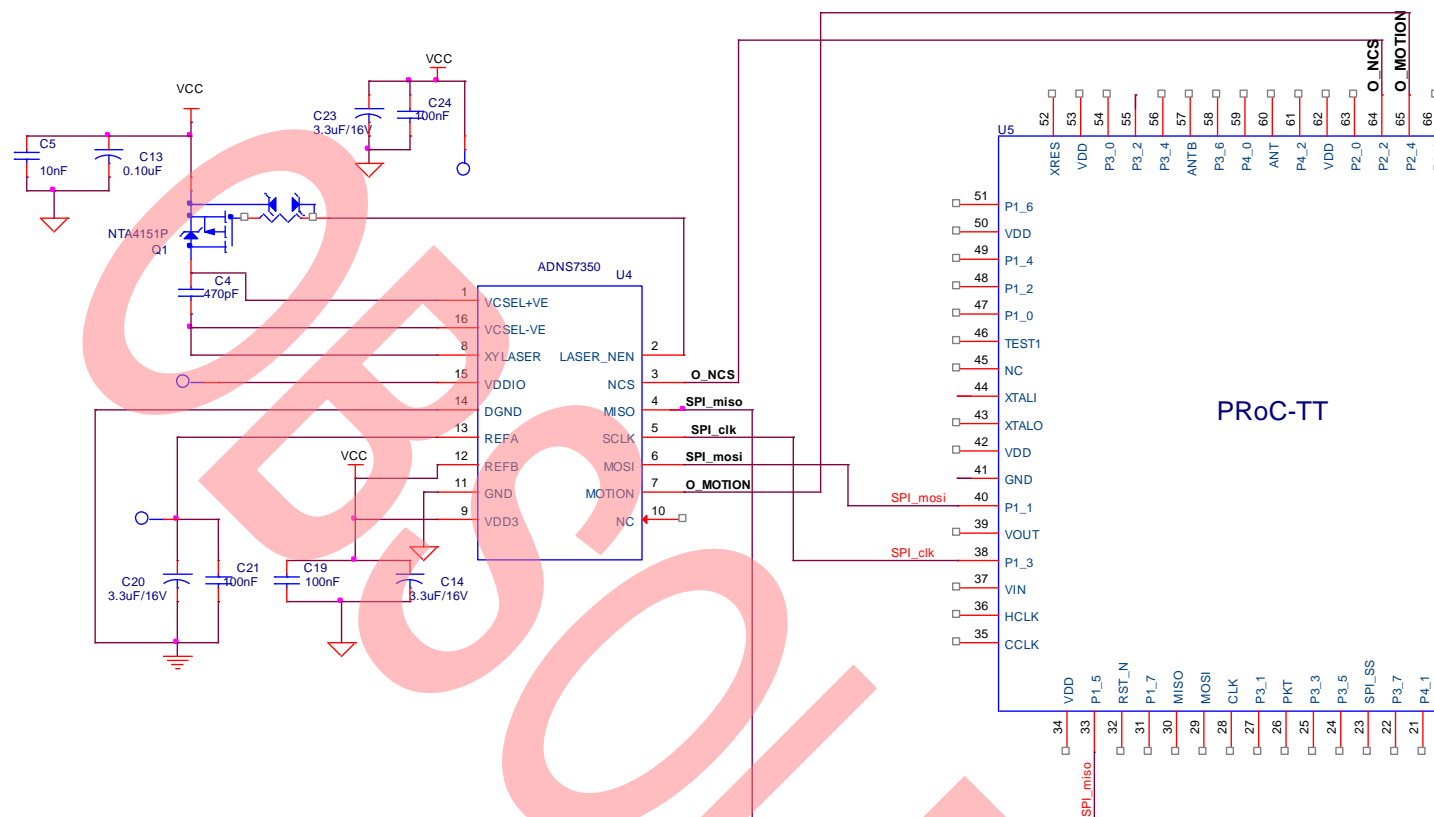 VCC
C5
10nF
C13
0.10uF
VCC
C23
3.3uF/16V
C24
100nF
NTA4151P
Q1
C4
470pF
ADNS7350
U4
1
VCSEL+VE
16
VCSEL-VE
8
XYLASER
15
VDDIO
14
DGND
13
REFA
12
REFB
11
GND
9
VDD3
LASER_NEN
2
NCS
3
O_NCS
MISO
4
SPI_miso
SCLK
5
SPI_clk
MOSI
6
SPI_mosi
MOTION
7
O_MOTION
NC
10
VCC
C20
3.3uF/16V
C21
100nF
C19
100nF
C14
3.3uF/16V
O_NCS
O_MOTION
U5
52
53
54
55
56
57
58
59
60
61
62
63
64
65
66
XRES
VDD
P3_0
P3_2
P3_4
ANTB
P3_6
P4_0
ANT
P4_2
VDD
P2_0
P2_2
P2_4
51
P1_6
50
VDD
49
P1_4
48
P1_2
47
P1_0
46
TEST1
45
NC
44
XTALI
43
XTALO
42
VDD
41
GND
SPI_mosi
40
P1_1
39
VOUT
SPI_clk
38
P1_3
37
VIN
36
HCLK
35
CCLK
PRoC-TT
VDD
P1_5
RST_N
P1_7
MISO
MOSI
CLK
P3_1
PKT
P3_3
P3_5
SPI_SS
P3_7
P4_1
34
33
32
31
30
29
28
27
26
25
24
23
22
21
SPI_miso